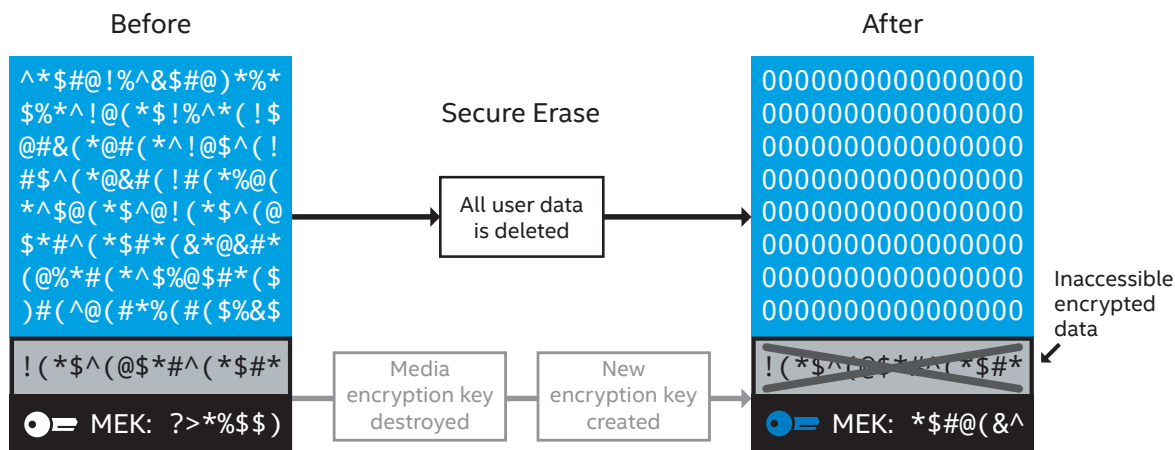 Before
After
^*$#@!%^&$#@)*%*
$%*^!@(*$!%^*(!$
@#&(*@#(*^!@$^(!
#$^(*@&#(!#(*%@(
*^$@(*$^@!(*$^(@
$*#^(*$#*(&*@&#*
(@%*#(*^$%@$#*($
)#(^@(#*%(#($%&$
!(*$^(@$*#^(*$#*
MEK: ?>*%$$)
Secure Erase
All user data
is deleted
Media
encryption key
destroyed
New
encryption key
created
0000000000000000
0000000000000000
0000000000000000
0000000000000000
0000000000000000
0000000000000000
0000000000000000
0000000000000000
!(*$^(@$*#^(*$#*
MEK: *$#@(&^
Inaccessible
encrypted
data